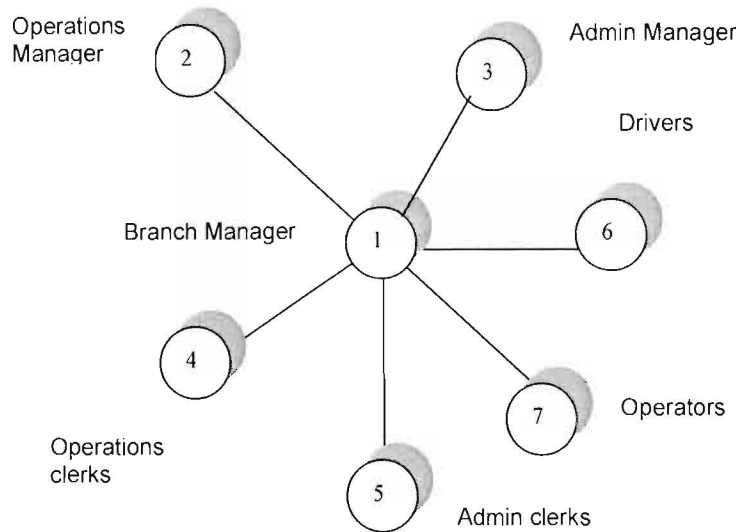 Operations
Manager
2
3
Admin Manager
Drivers
Branch Manager
1
6
4
7
Operators
Operations
clerks
5
Admin clerks